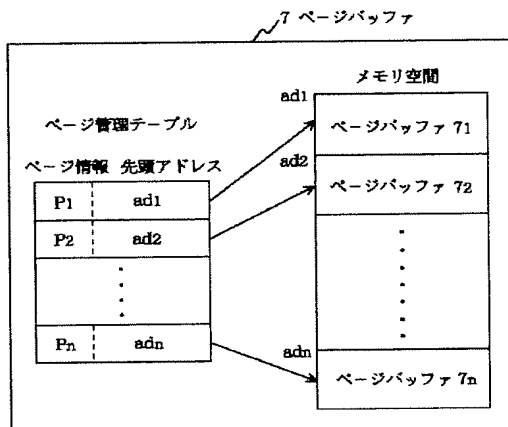 7 ページバッファ
メモリ空間
ad1
ページ管理テーブル
ページバッファ 71
ad2
ページ情報 先頭アドレス
ページバッファ 72
P1 ad1
P2 ad2
Pn adn
adn
ページバッファ 7n